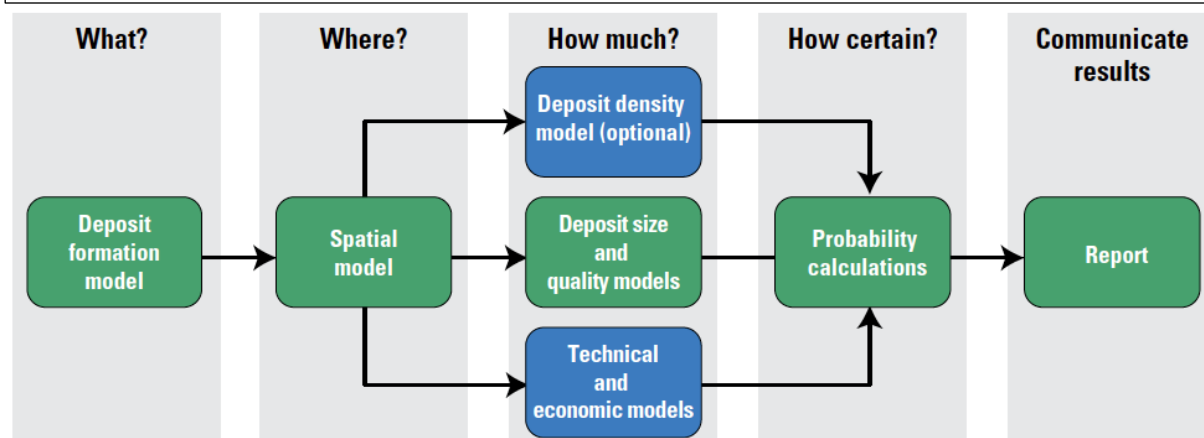 What?
Where?
How much?
How certain?
Communicate
results
Deposit
formation
model
Spatial
model
Deposit density
model (optional)
Deposit size
and
quality models
Technical
and
economic models
Probability
calculations
Report